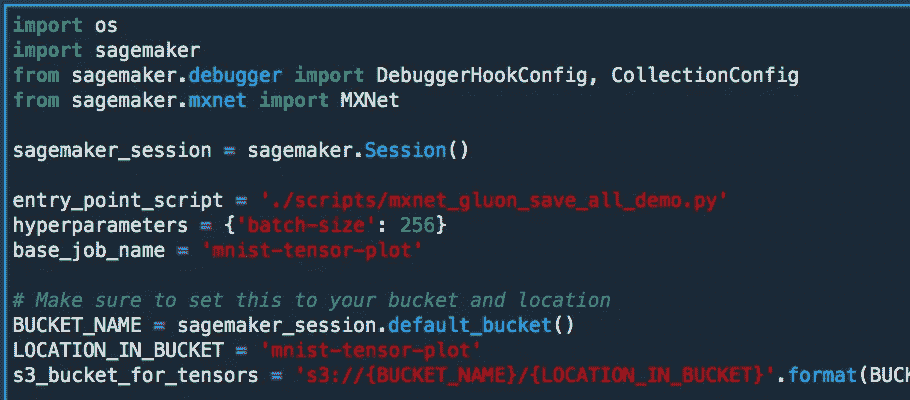 import os
import sagemaker
from sagemaker.debugger import DebuggerHookConfig, CollectionConfig
from sagemaker.mxnet import MXNet
sagemaker_session = sagemaker.Session()
entry_point_script = './scripts/mxnet_gluon_save_all_demo.py'
hyperparameters = {'batch-size': 256}
base_job_name = 'mnist-tensor-plot'
# Make sure to set this to your bucket and location
BUCKET_NAME = sagemaker_session.default_bucket()
LOCATION_IN_BUCKET = 'mnist-tensor-plot'
s3_bucket_for_tensors = 's3://{BUCKET_NAME}/{LOCATION_IN_BUCKET}'.format(BUC